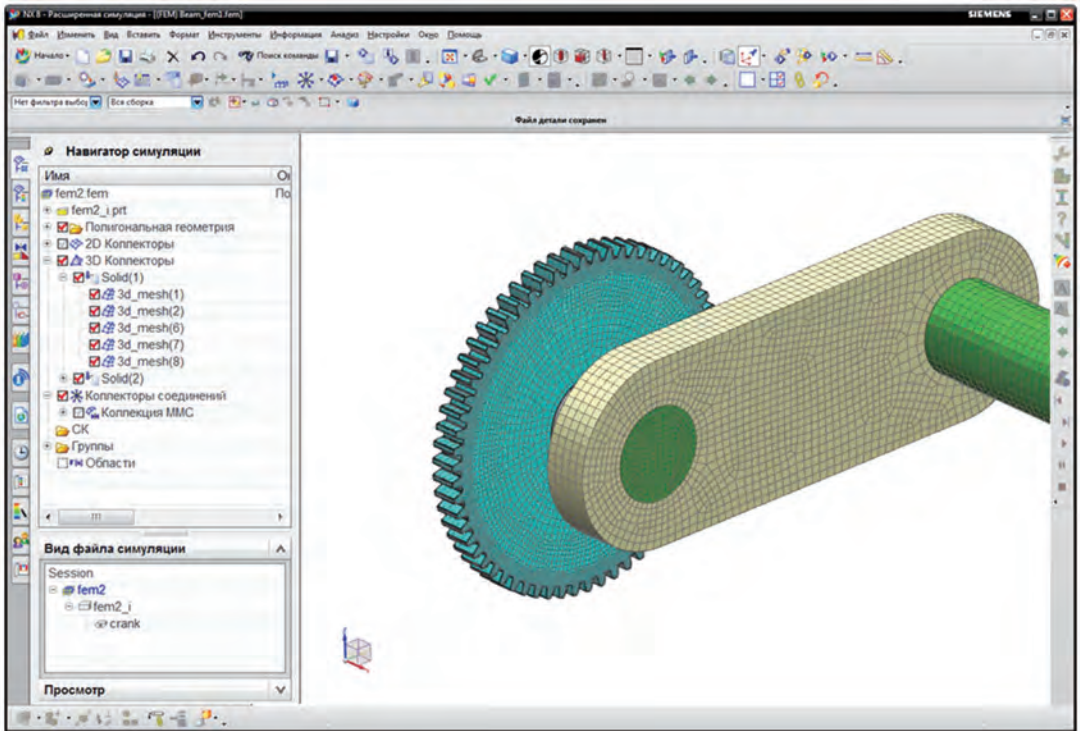 NX 8 - Расширенная симуляция - [(FEM) Beam_fem1.fem]
SIEMENS
Файл Изменить Вид Вставить Формат Инструменты Информация Анализ Настройки Окно Помощь
Начало
Поиск команды
Нет фильтра выбо
Вся сборка
Файл детали сохранен
Навигатор симуляции
Имя
fem2.fem
По
fem2_i.prt
Полигональная геометрия
2D Коллекторы
3D Коллекторы
Solid(1)
3d_mesh(1)
3d_mesh(2)
3d_mesh(6)
3d_mesh(7)
3d_mesh(8)
Solid(2)
Коллекторы соединений
Коллекция ММС
СК
Группы
Области
Вид файла симуляции
Session
fem2
fem2_i
crank
Просмотр